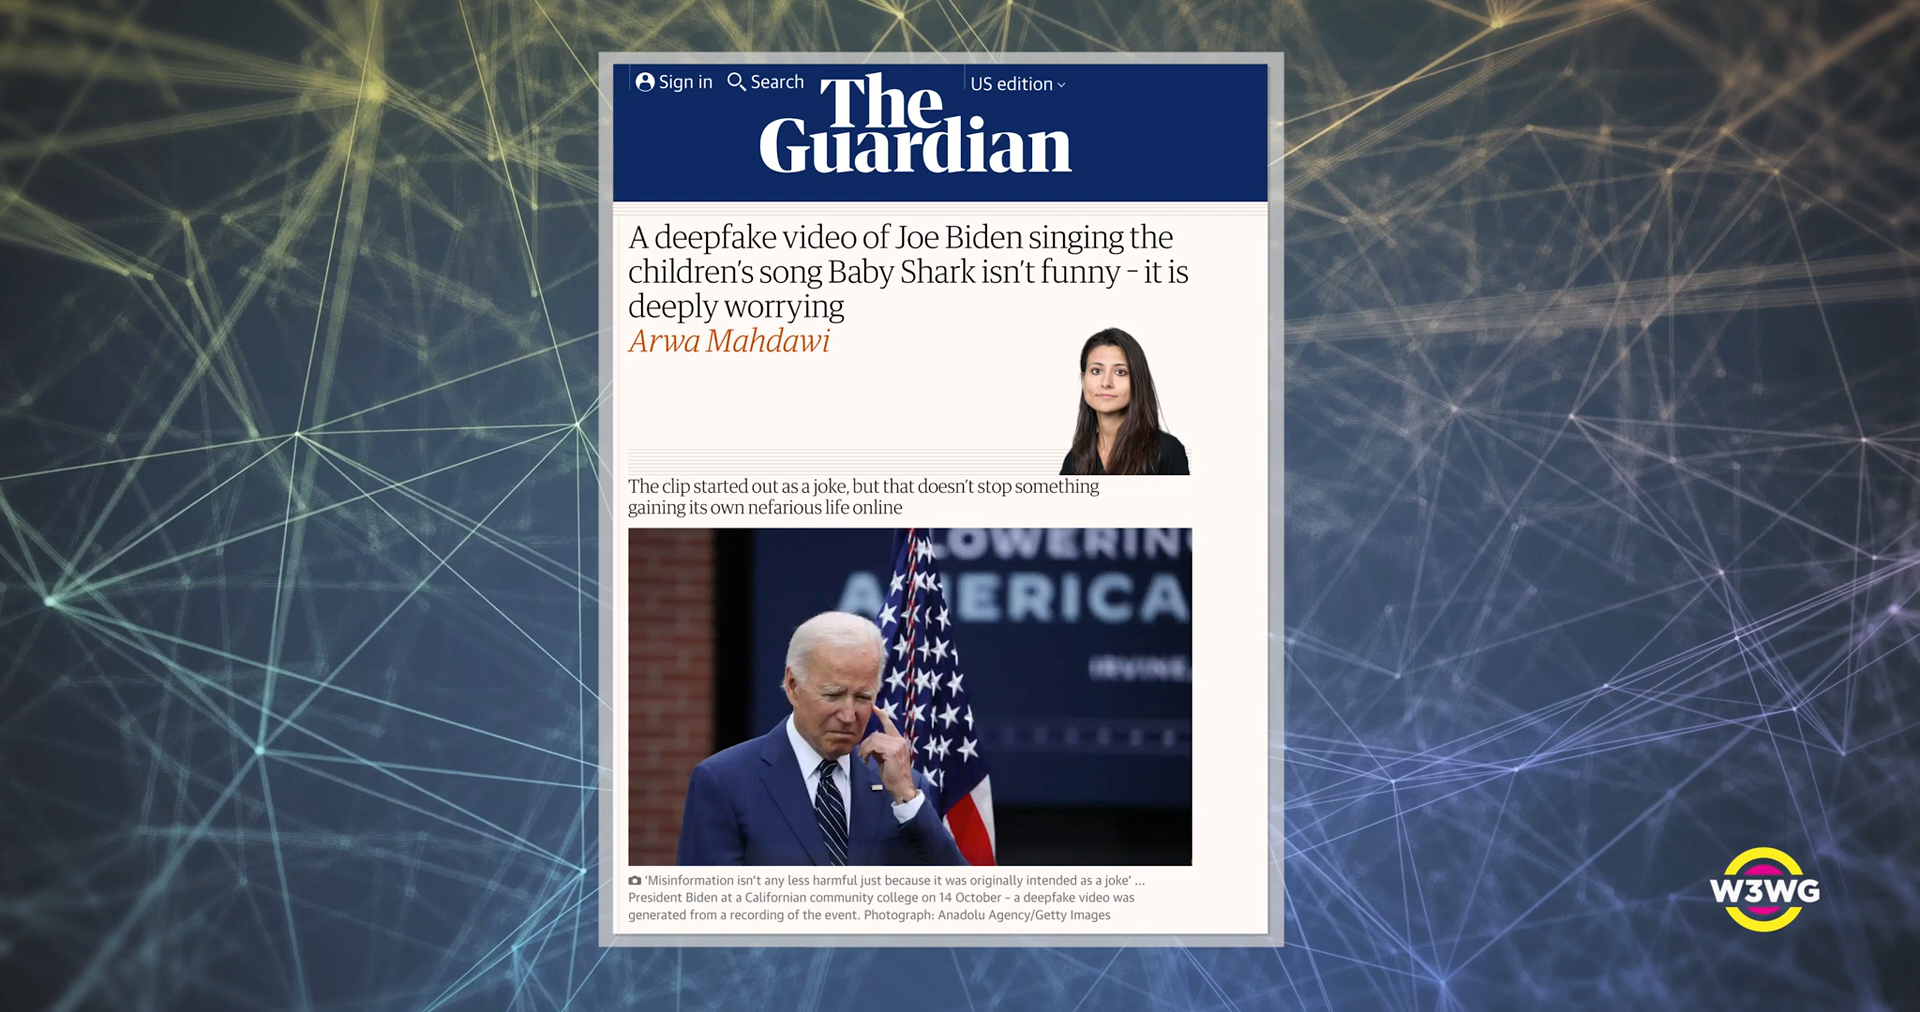 Sign in Search US edition
The
Guardian
A deepfake video of Joe Biden singing the
children's song Baby Shark isn't funny – it is
deeply worrying
Arwa Mahdawi
The clip started out as a joke, but that doesn't stop something
gaining its own nefarious life online
LOWERIN
AMERICA
IRVINE,
'Misinformation isn't any less harmful just because it was originally intended as a joke' ...
President Biden at a Californian community college on 14 October – a deepfake video was
generated from a recording of the event. Photograph: Anadolu Agency/Getty Images
W3WG